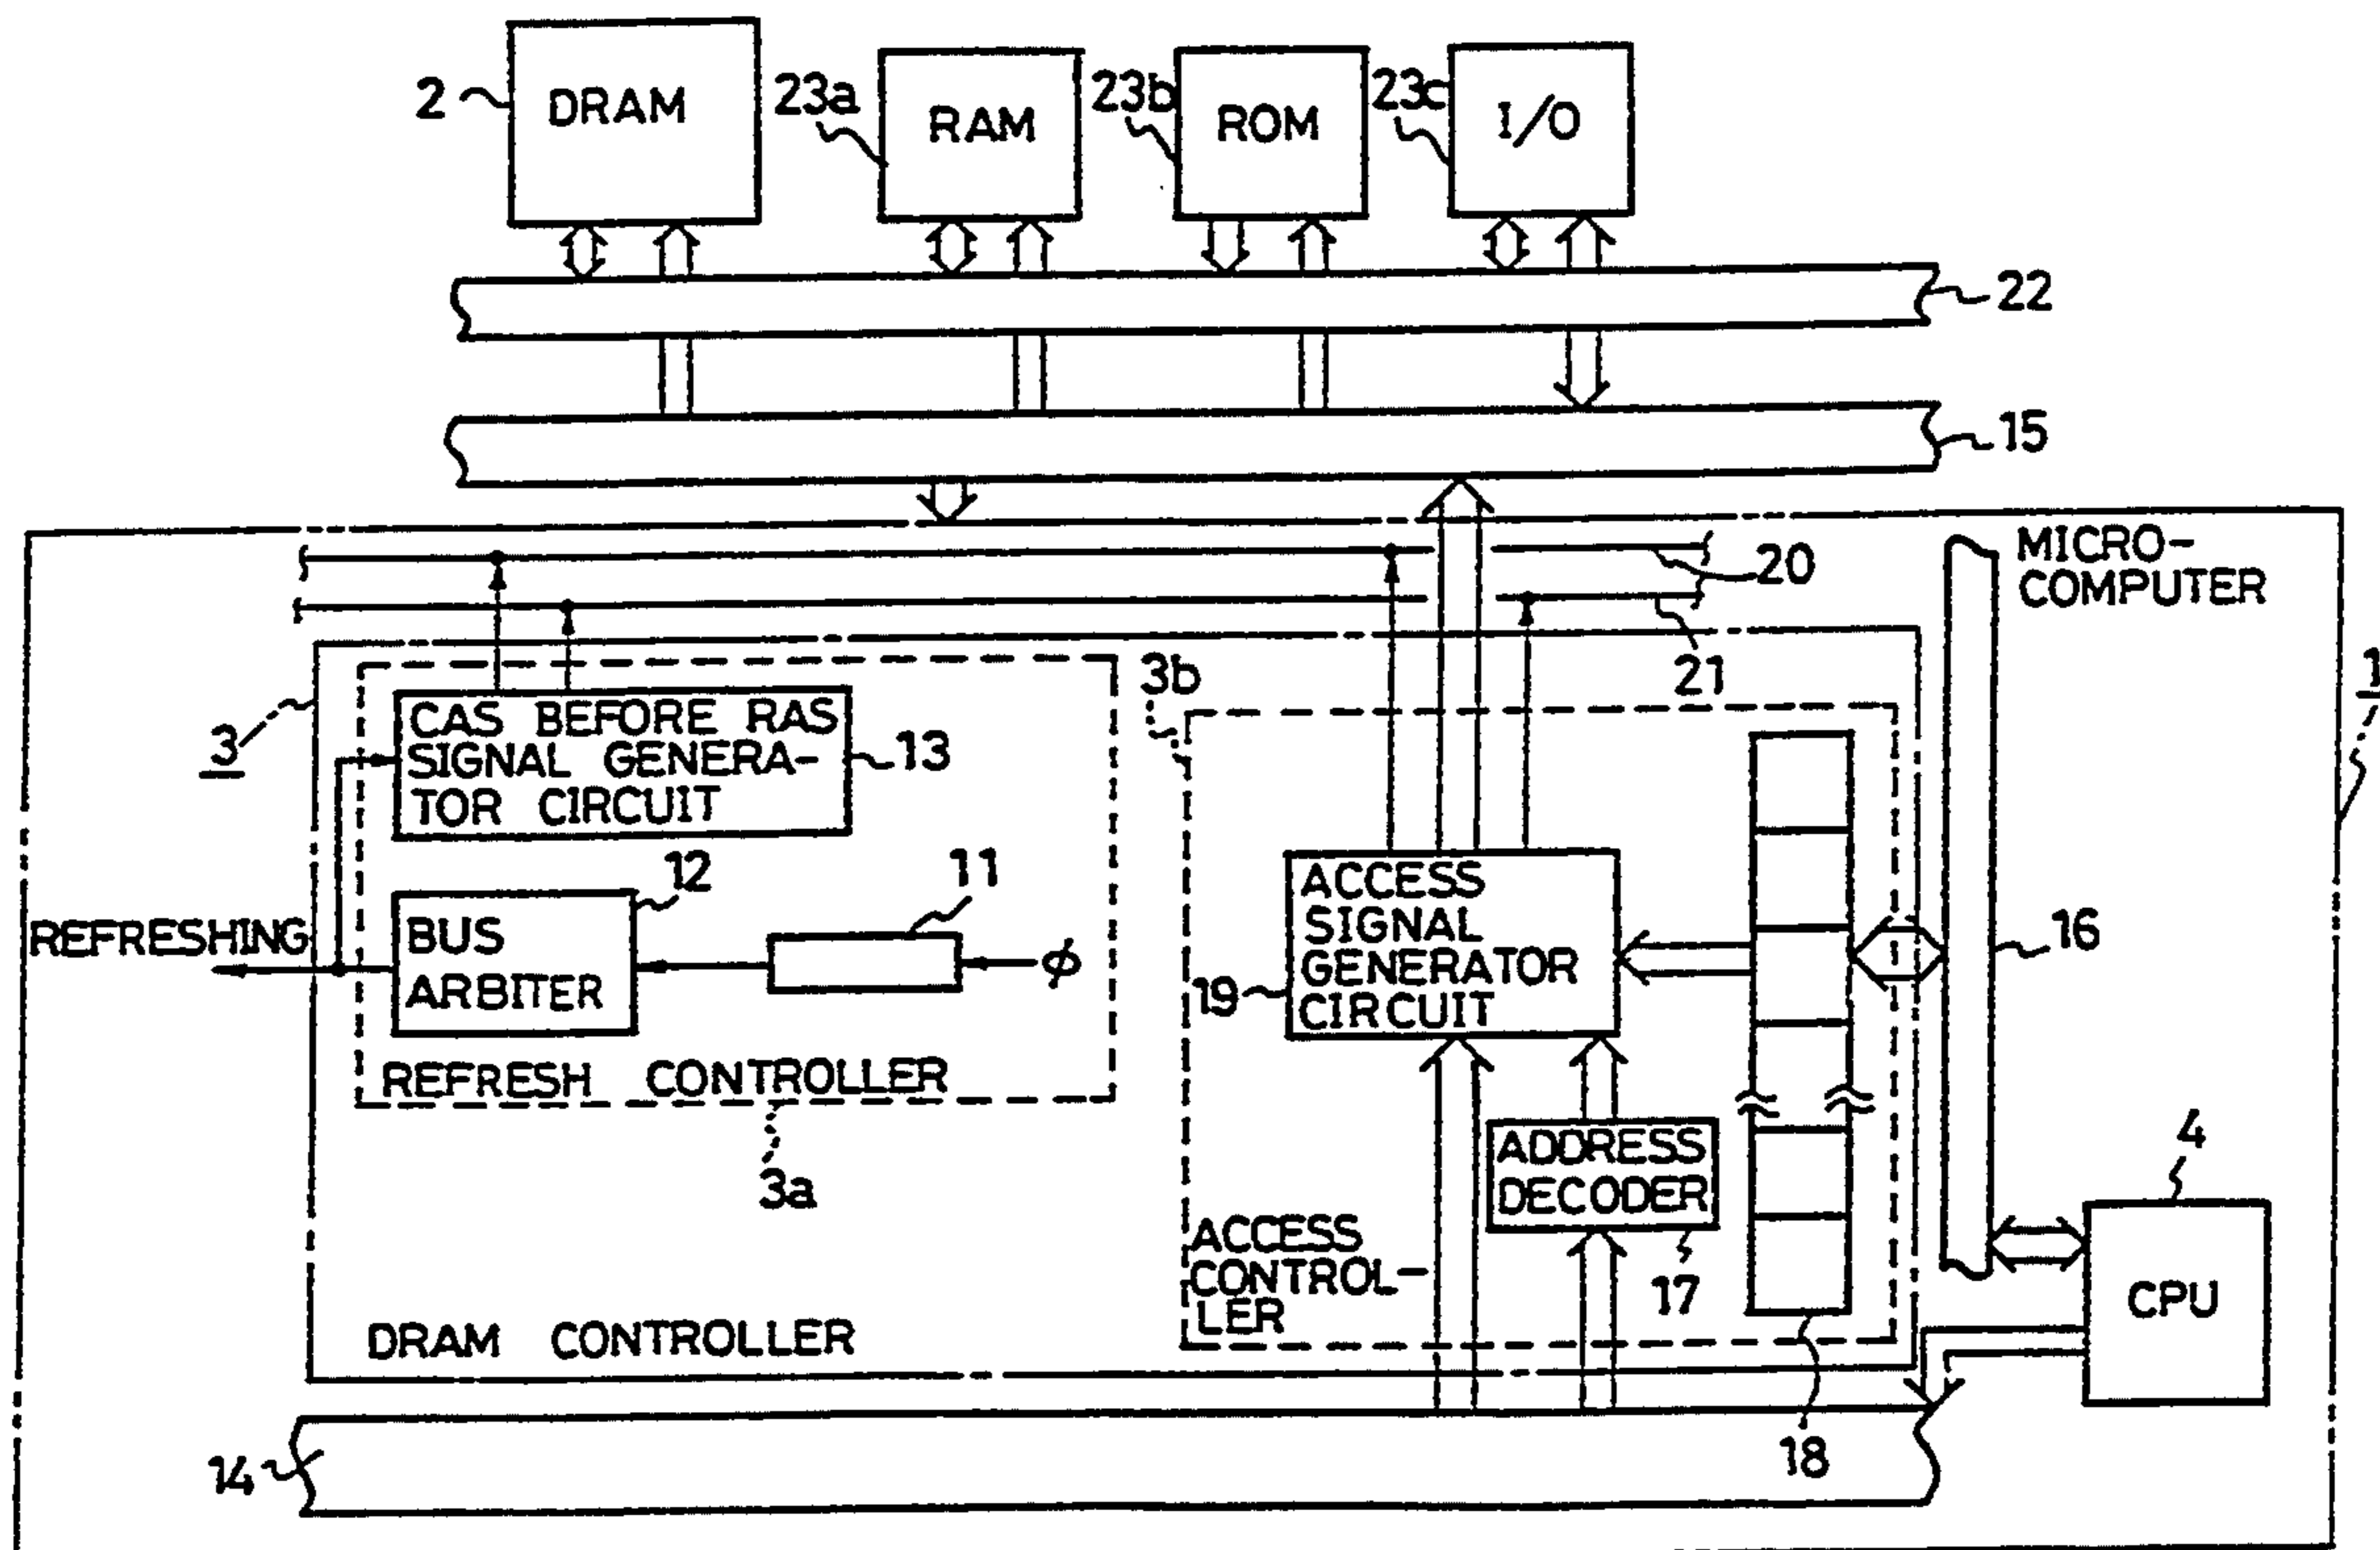 2
DRAM
23a
RAM
23b
ROM
23c
I/O
22
15
MICRO-
COMPUTER
20
21
1
3
3b
CAS BEFORE RAS
SIGNAL GENERA-
TOR CIRCUIT
13
12
11
REFRESHING
BUS
ARBITER
φ
REFRESH CONTROLLER
3a
ACCESS
SIGNAL
GENERATOR
CIRCUIT
19
16
ADDRESS
DECODER
17
ACCESS
CONTROL-
LER
4
CPU
DRAM CONTROLLER
18
14